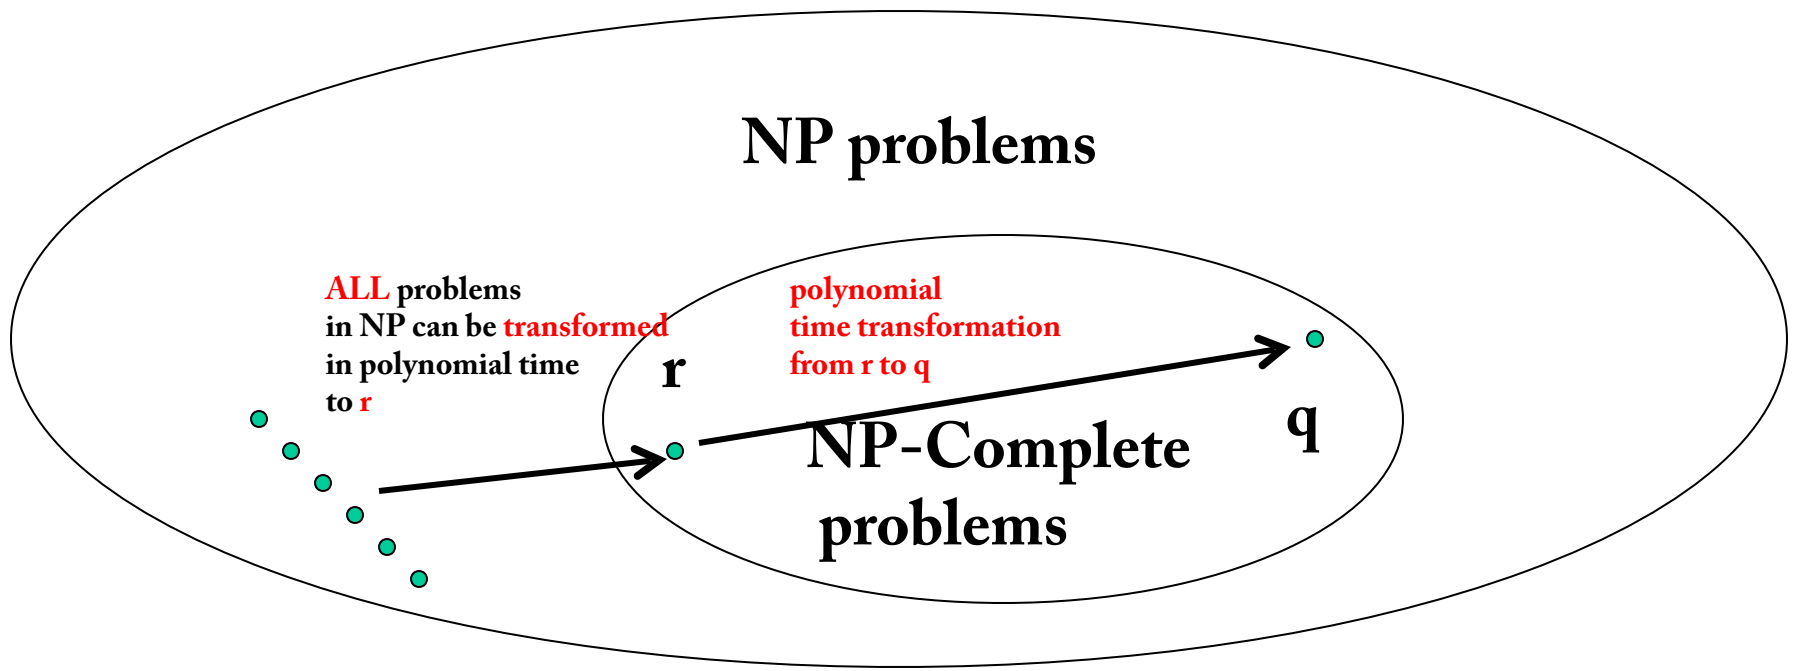 NP problems
ALL problems
in NP can be transformed
in polynomial time
to r
polynomial
time transformation
from r to q
r
q
NP-Complete
problems